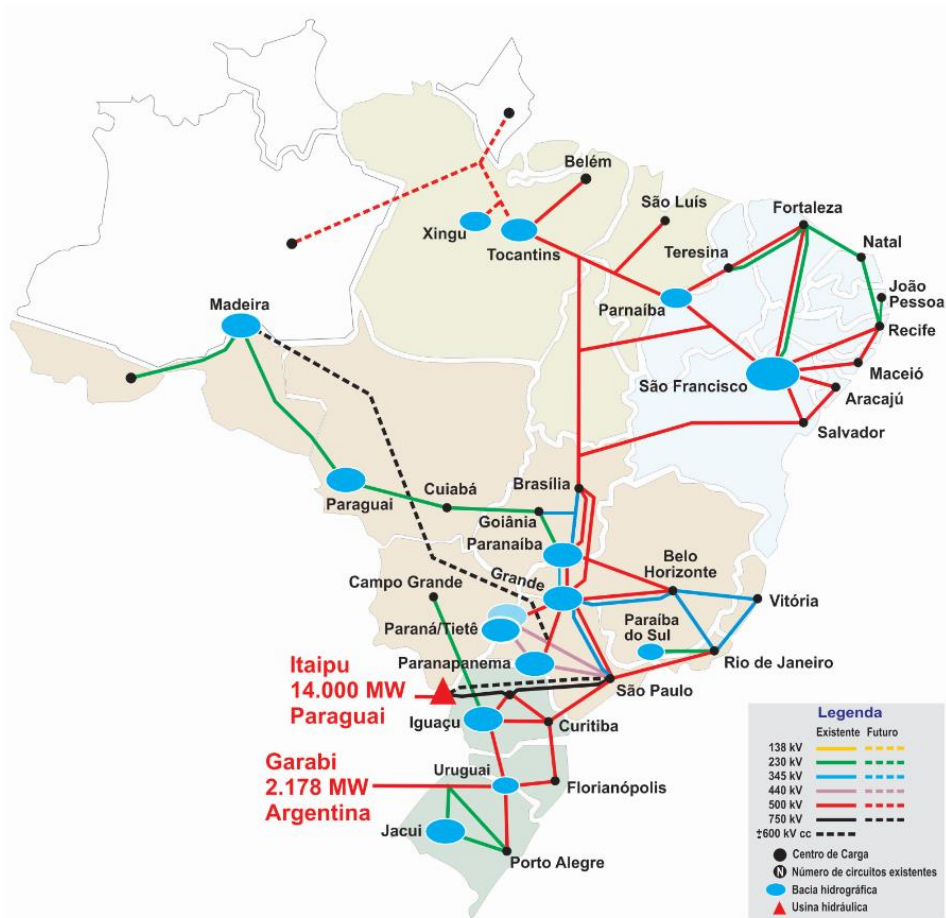 Belém
São Luís
Fortaleza
Xingu
Tocantins
Teresina
Natal
João
Pessoa
Madeira
Parnaíba
Recife
São Francisco
Maceió
Aracajú
Salvador
Paraguai
Cuiabá
Brasília
Goiânia
Paranaíba
Campo Grande
Grande
Belo
Horizonte
Vitória
Paraná/Tietê
Paraíba
do Sul
Itaipu
14.000 MW
Paraguai
Paranapanema
Rio de Janeiro
São Paulo
Iguaçu
Curitiba
Garabi
2.178 MW
Argentina
Uruguai
Florianópolis
Jacui
Porto Alegre
Legenda
Existente Futuro
138 kV
230 kV
345 kV
440 kV
500 kV
750 kV
±600 kV cc
Centro de Carga
N Número de circuitos existentes
Bacia hidrográfica
Usina hidráulica